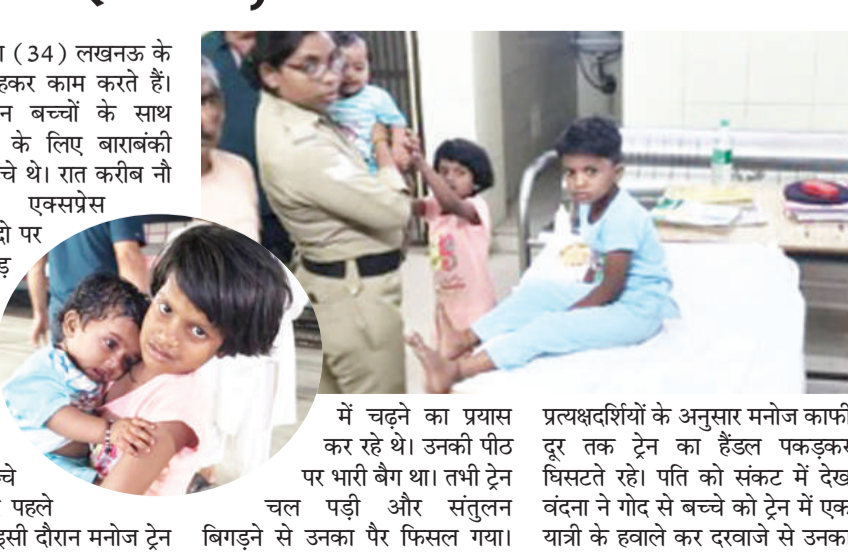 (34) लखनऊ के
काम करते हैं।
बच्चों के साथ
के लिए बाराबंकी
थे। रात करीब नौ
एक्सप्रेस
पर
पहले
इसी दौरान मनोज ट्रेन
में चढ़ने का प्रयास
कर रहे थे। उनकी पीठ
पर भारी बैग था। तभी ट्रेन
चल पड़ी और संतुलन
बिगड़ने से उनका पैर फिसल गया।
प्रत्यक्षदर्शियों के अनुसार मनोज काफी
दूर तक ट्रेन का हैंडल पकड़कर
घिसटते रहे। पति को संकट में देख
वंदना ने गोद से बच्चे को ट्रेन में एक
यात्री के हवाले कर दरवाजे से उनका